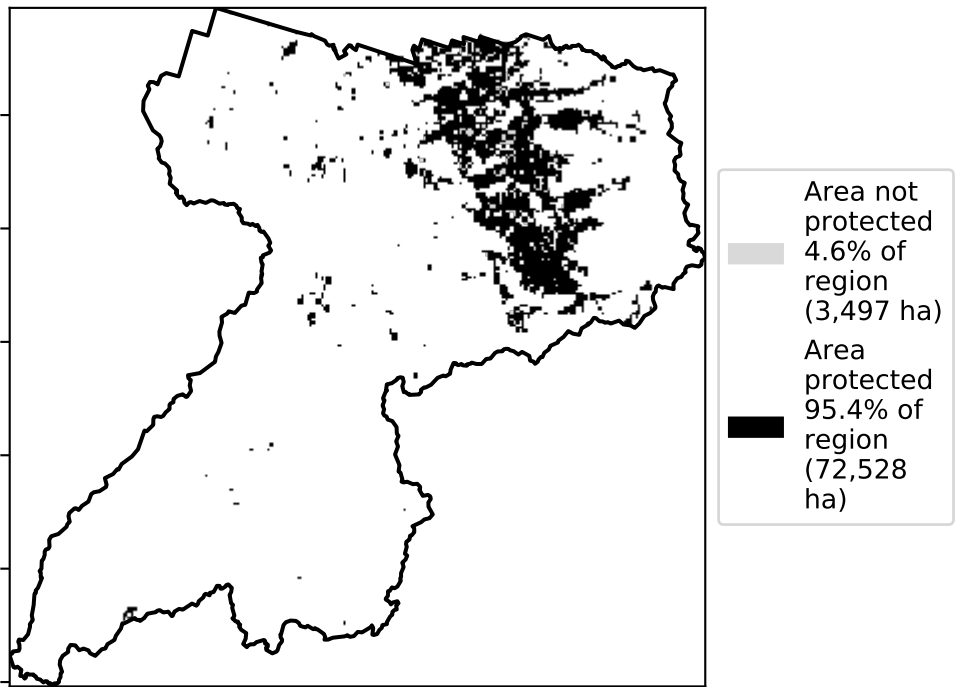 Area not
protected
4.6% of
region
(3,497 ha)
Area
protected
95.4% of
region
(72,528
ha)